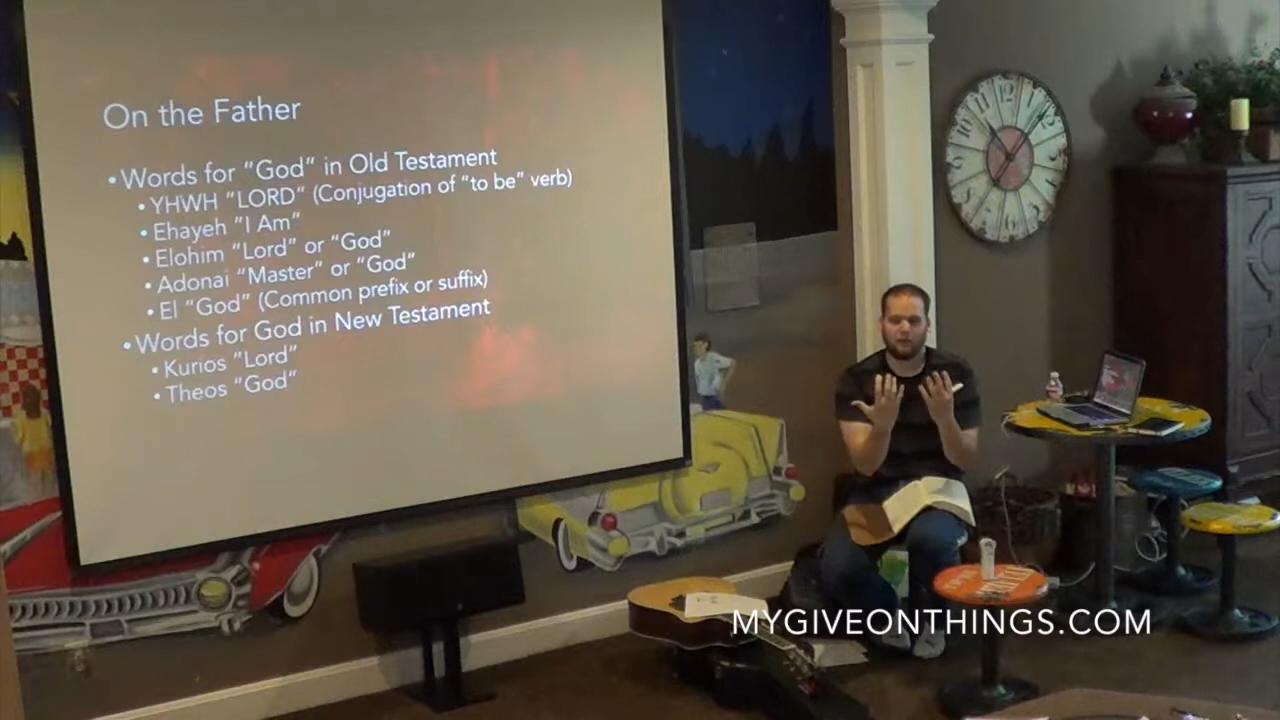 On the Father
• Words for "God" in Old Testament
• YHWH "LORD" (Conjugation of "to be" verb)
• Ehayeh "I Am"
• Elohim "Lord" or "God"
• Adonai "Master" or "God"
• El "God" (Common prefix or suffix)
• Words for God in New Testament
• Kurios "Lord"
• Theos "God"
MYGIVEONTHINGS.COM